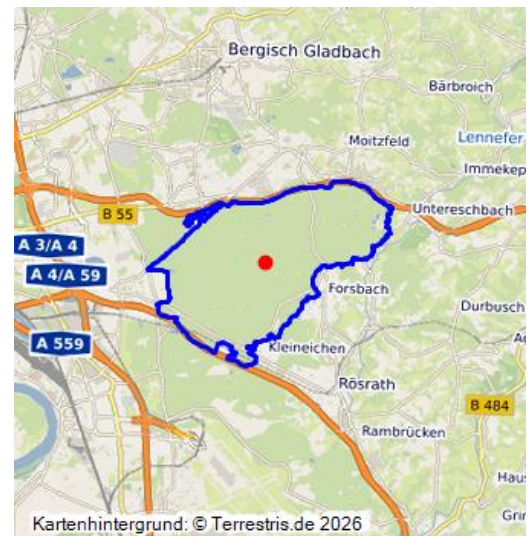 Bergisch Gladbach
Bärbroich
Moitzfeld
Lennefer
Immekep
B 55
Untereschbach
A 3/A 4
A 4/A 59
Forsbach
Durbusch
A 559
Kleineichen
Rösrath
B 484
Rambrücken
Haus
Kartenhintergrund: © Terrestris.de 2026